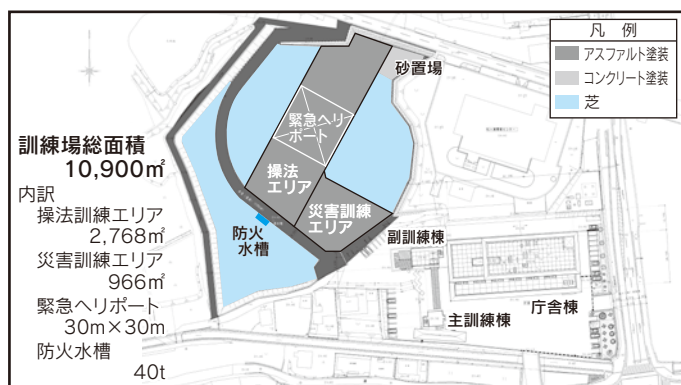 凡 例
アスファルト塗装
コンクリート塗装
芝
砂置場
緊急ヘリ
ポート
操法
エリア
災害訓練
エリア
防火
水槽
副訓練棟
主訓練棟
庁舎棟
訓練場総面積
10,900㎡
内訳
操法訓練エリア
2,768㎡
災害訓練エリア
966㎡
緊急ヘリポート
30m×30m
防火水槽
40t